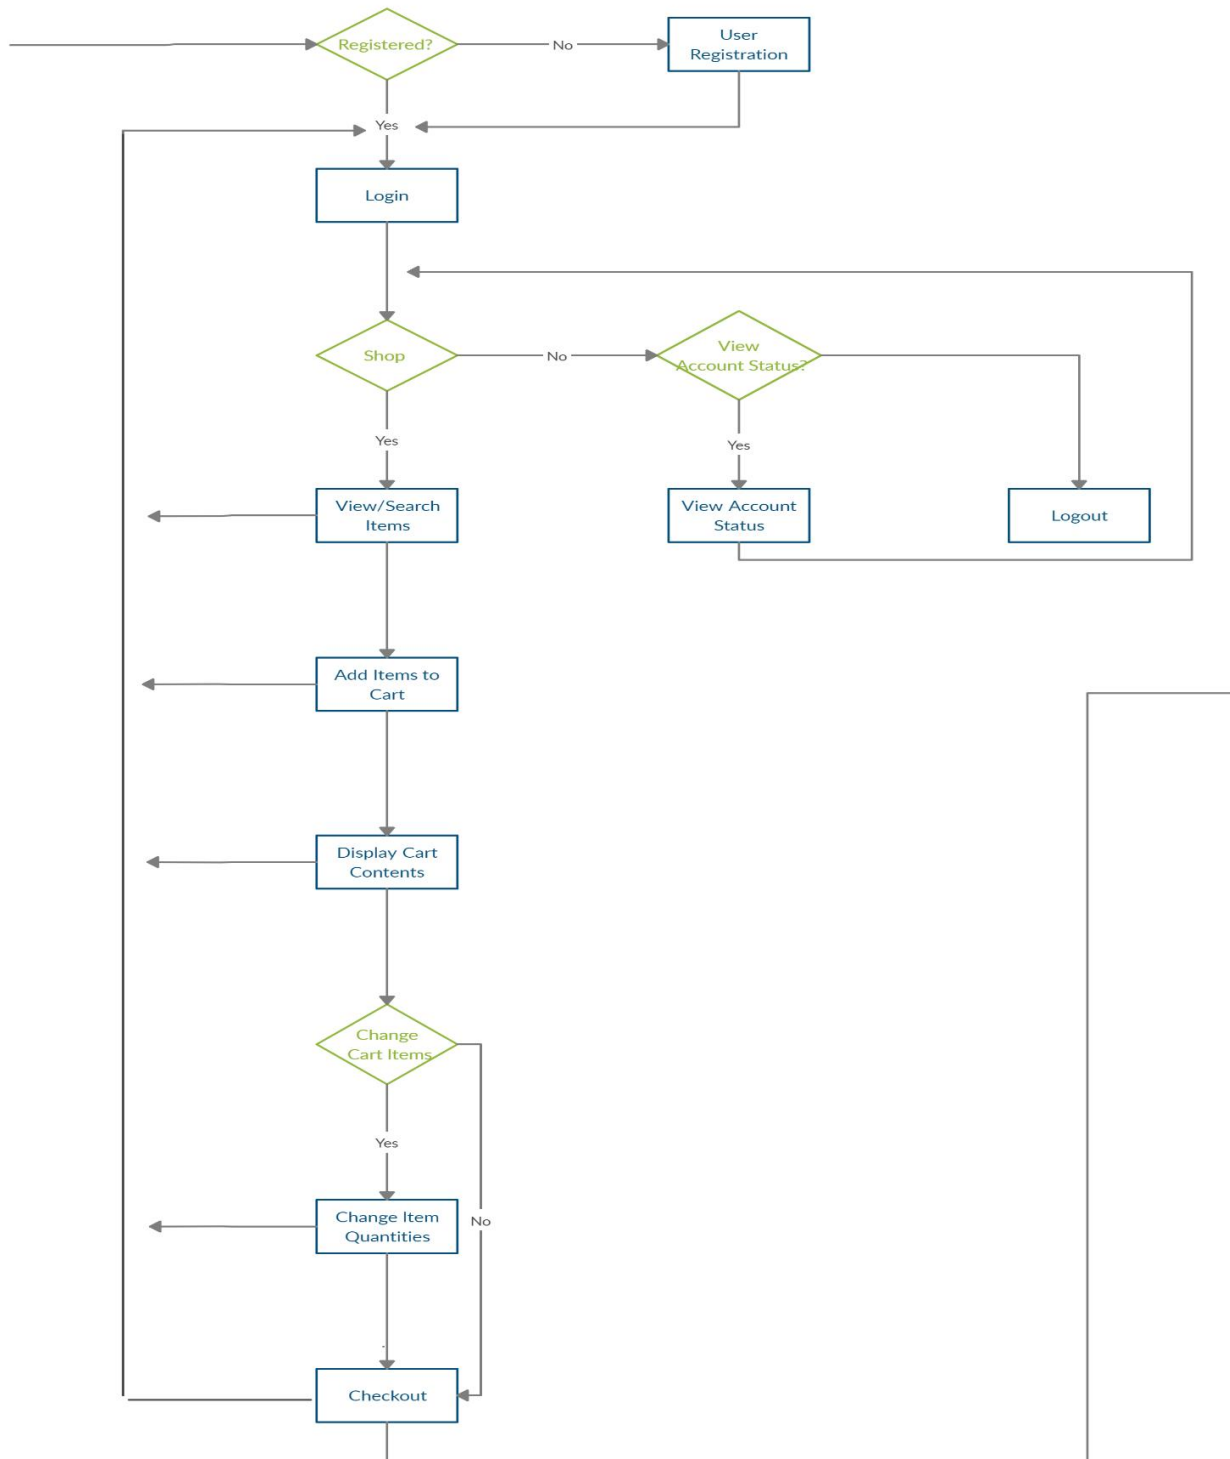 Registered?
No
User
Registration
Yes
Login
Shop
No
View
Account Status?
Yes
Yes
View/Search
Items
View Account
Status
Logout
Add Items to
Cart
Display Cart
Contents
Change
Cart Items
Yes
Change Item
Quantities
No
Checkout